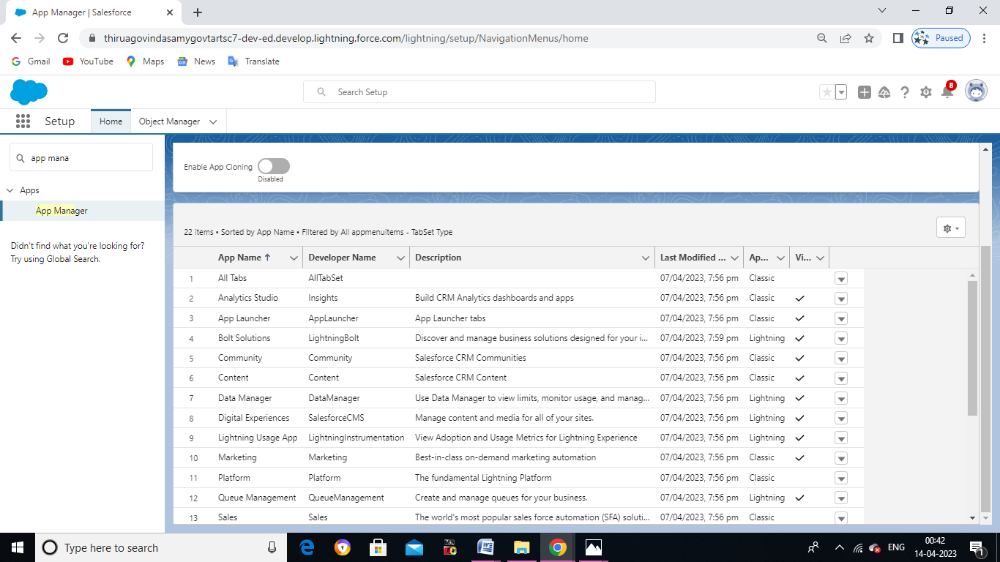 App Manager | Salesforce
thiruagovindasamygovtartsc7-dev-ed.develop.lightning.force.com/lightning/setup/NavigationMenus/home
Paused
Gmail YouTube Maps News Translate
Search Setup
8
Setup Home Object Manager
app mana
Apps
App Manager
Didn't find what you're looking for?
Try using Global Search.
Enable App Cloning
Disabled
22 items • Sorted by App Name • Filtered by All appmenuitems - TabSet Type
App Name Developer Name Description Last Modified ... Ap... Vi...
1 All Tabs AllTabSet 07/04/2023, 7:56 pm Classic
2 Analytics Studio Insights Build CRM Analytics dashboards and apps 07/04/2023, 7:56 pm Classic
3 App Launcher AppLauncher App Launcher tabs 07/04/2023, 7:56 pm Classic
4 Bolt Solutions LightningBolt Discover and manage business solutions designed for your i... 07/04/2023, 7:59 pm Lightning
5 Community Community Salesforce CRM Communities 07/04/2023, 7:56 pm Classic
6 Content Content Salesforce CRM Content 07/04/2023, 7:56 pm Classic
7 Data Manager DataManager Use Data Manager to view limits, monitor usage, and manag... 07/04/2023, 7:56 pm Lightning
8 Digital Experiences SalesforceCMS Manage content and media for all of your sites. 07/04/2023, 7:56 pm Lightning
9 Lightning Usage App LightningInstrumentation View Adoption and Usage Metrics for Lightning Experience 07/04/2023, 7:56 pm Lightning
10 Marketing Marketing Best-in-class on-demand marketing automation 07/04/2023, 7:56 pm Classic
11 Platform Platform The fundamental Lightning Platform 07/04/2023, 7:56 pm Classic
12 Queue Management QueueManagement Create and manage queues for your business. 07/04/2023, 7:56 pm Lightning
13 Sales Sales The world's most popular sales force automation (SFA) soluti... 07/04/2023, 7:56 pm Classic
Type here to search
ENG
00:42
14-04-2023
1